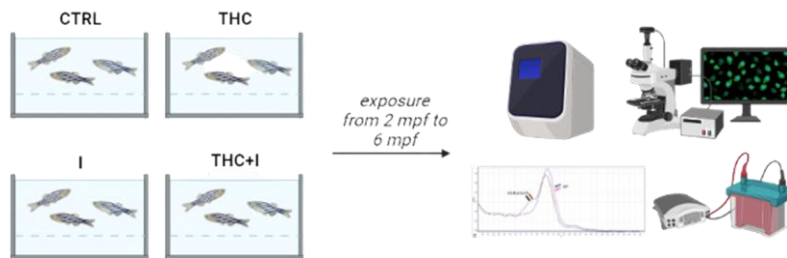 CTRL
THC
I
THC+I
exposure
from 2 mpf to
6 mpf